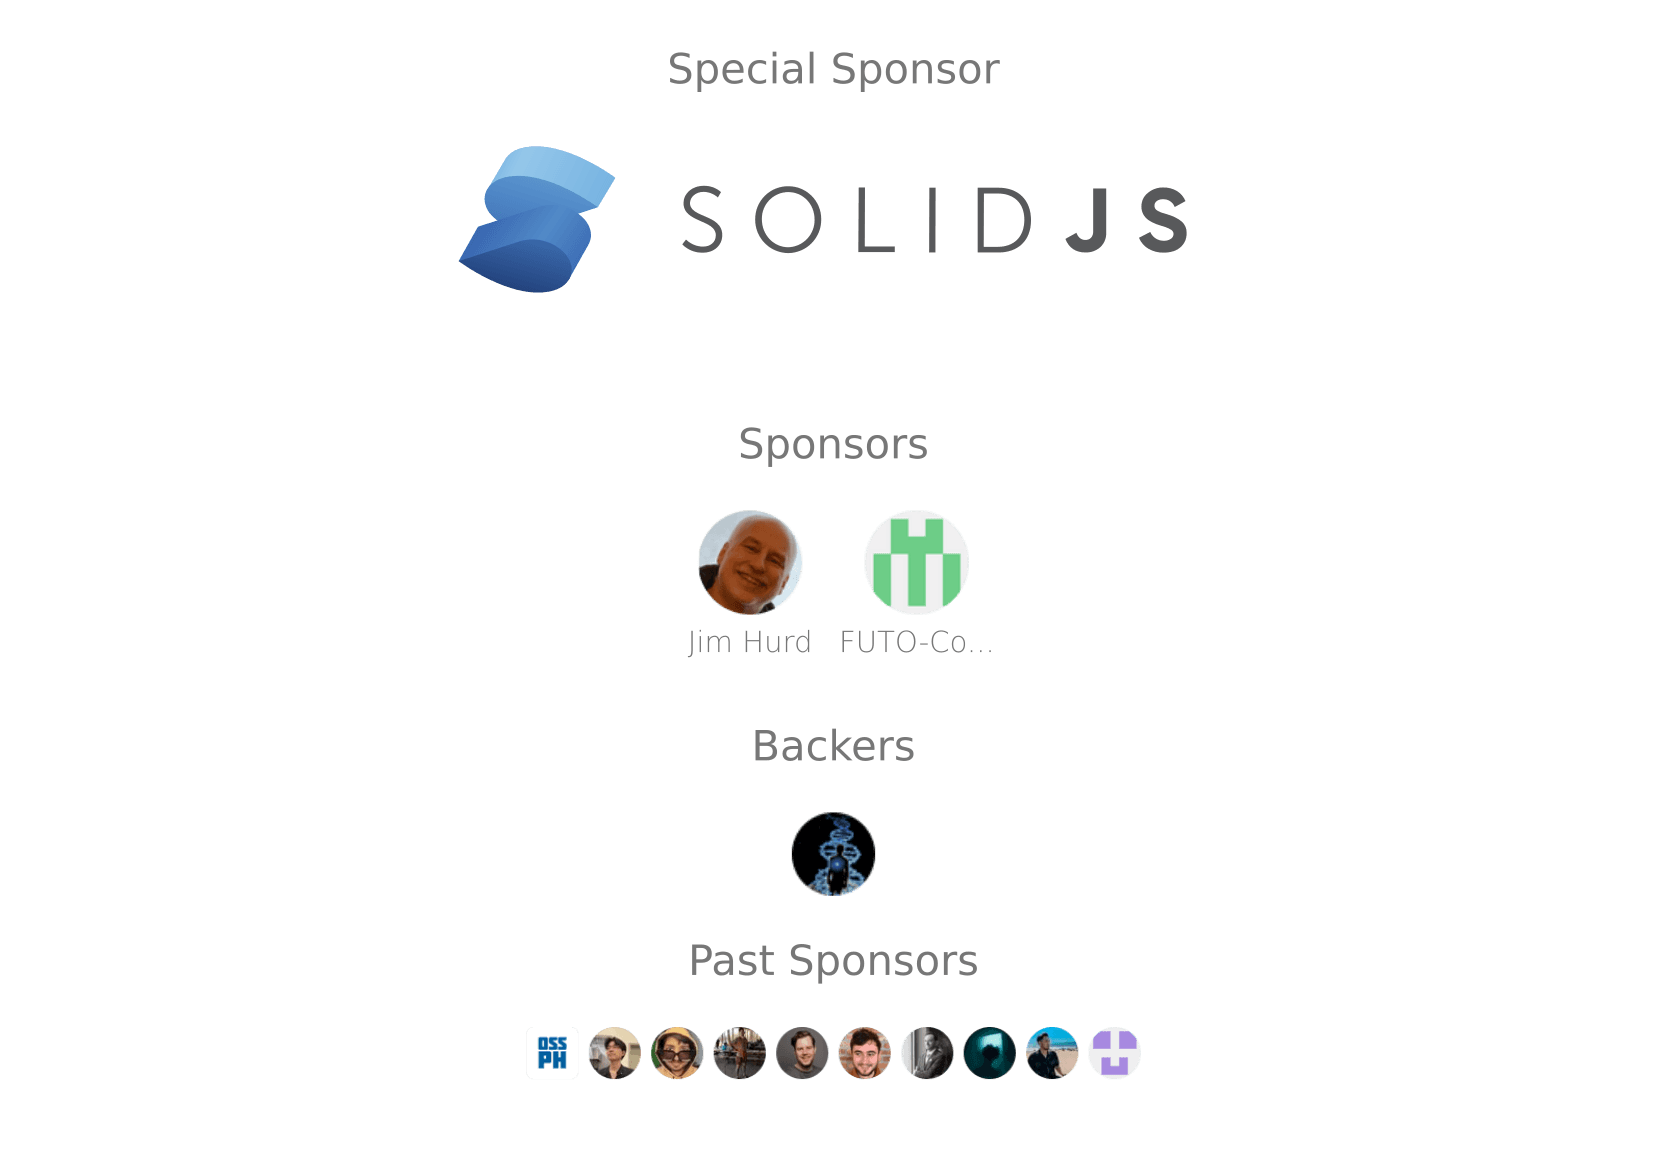 Special Sponsor
SOLIDJS
Sponsors
Jim Hurd FUTO-Co...
Backers
Past Sponsors
OSS
PH